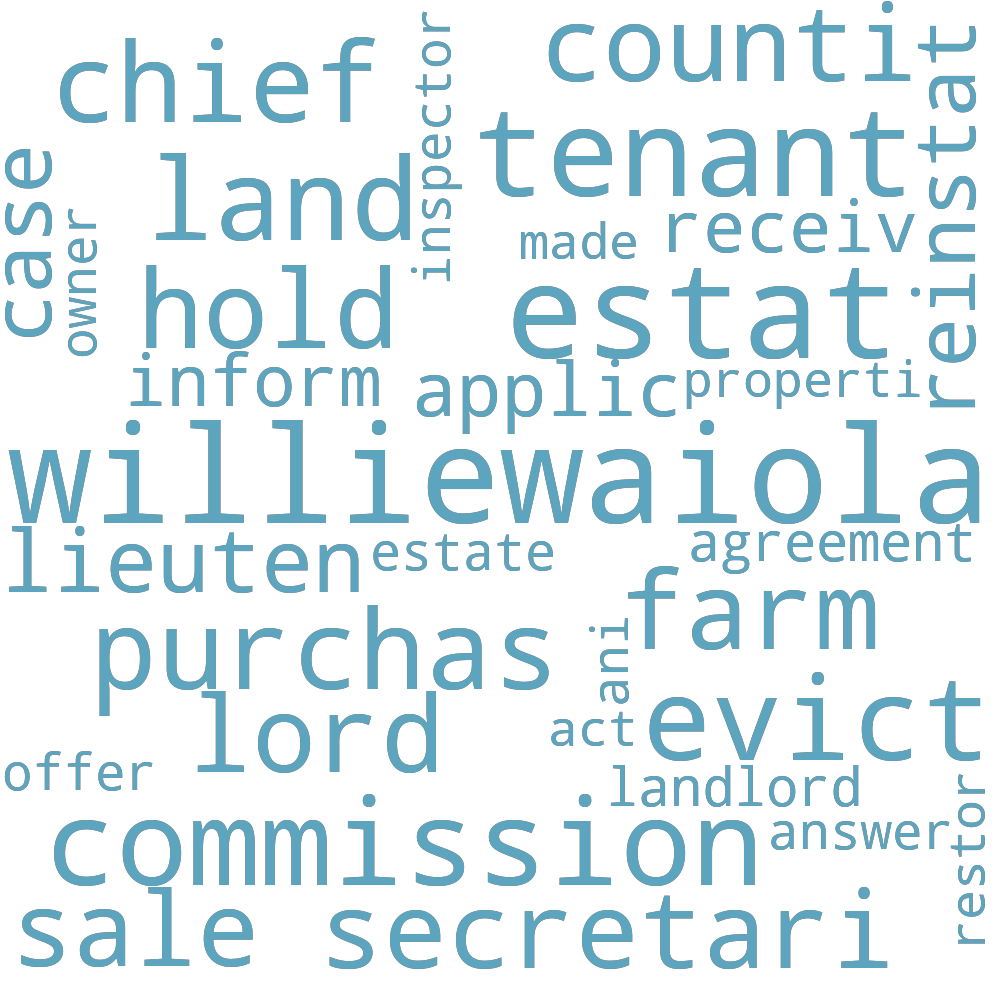 chief
inspector
counti
reinstat
tenant
case
land
owner
made
receiv
hold
estat
inform
applic
properti
williewaiola
lieuten
estate
agreement
farm
purchas
ani
lord
act
evict
offer
landlord
restor
commission
answer
sale
secretari